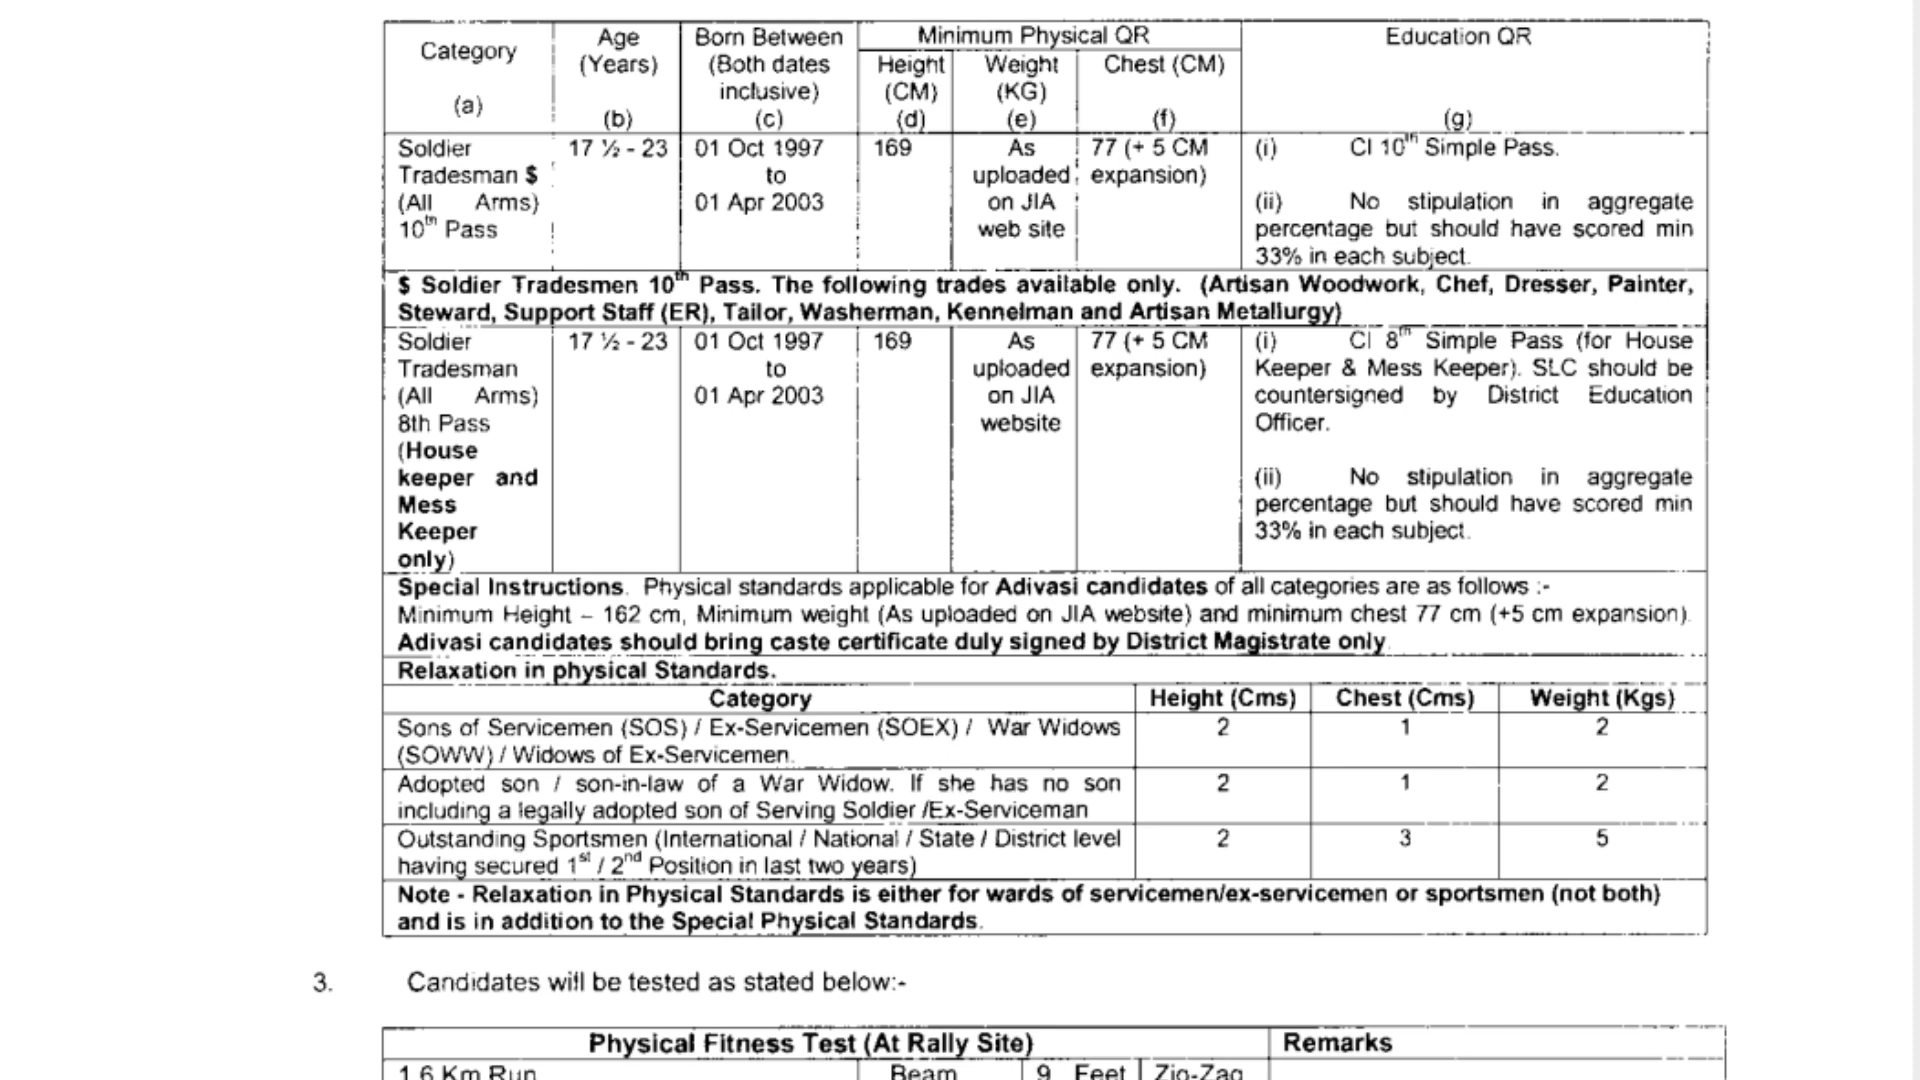 Category
(a)
Age
(Years)
(b)
Born Between
(Both dates
inclusive)
(c)
Minimum Physical QR
Height
(CM)
(d)
Weight
(KG)
(e)
Chest (CM)
(f)
Education QR
(g)
Soldier
Tradesman $
(All Arms)
10th Pass
17 ½ - 23
01 Oct 1997
to
01 Apr 2003
169
As
uploaded
on JIA
web site
77 (+ 5 CM
expansion)
(i) Cl 10th Simple Pass.
(ii) No stipulation in aggregate
percentage but should have scored min
33% in each subject.
$ Soldier Tradesmen 10th Pass. The following trades available only. (Artisan Woodwork, Chef, Dresser, Painter,
Steward, Support Staff (ER), Tailor, Washerman, Kennelman and Artisan Metallurgy)
Soldier
Tradesman
(All Arms)
8th Pass
(House
keeper and
Mess
Keeper
only)
17 ½ - 23
01 Oct 1997
to
01 Apr 2003
169
As
uploaded
on JIA
website
77 (+ 5 CM
expansion)
(i) Cl 8th Simple Pass (for House
Keeper & Mess Keeper). SLC should be
countersigned by District Education
Officer.
(ii) No stipulation in aggregate
percentage but should have scored min
33% in each subject.
Special Instructions. Physical standards applicable for Adivasi candidates of all categories are as follows :-
Minimum Height – 162 cm, Minimum weight (As uploaded on JIA website) and minimum chest 77 cm (+5 cm expansion).
Adivasi candidates should bring caste certificate duly signed by District Magistrate only.
Relaxation in physical Standards.
Category Height (Cms) Chest (Cms) Weight (Kgs)
Sons of Servicemen (SOS) / Ex-Servicemen (SOEX) / War Widows
(SOWW) / Widows of Ex-Servicemen.
2 1 2
Adopted son / son-in-law of a War Widow. If she has no son
including a legally adopted son of Serving Soldier /Ex-Serviceman
2 1 2
Outstanding Sportsmen (International / National / State / District level
having secured 1st / 2nd Position in last two years)
2 3 5
Note - Relaxation in Physical Standards is either for wards of servicemen/ex-servicemen or sportsmen (not both)
and is in addition to the Special Physical Standards.
3. Candidates will be tested as stated below:-
Physical Fitness Test (At Rally Site) Remarks
1.6 Km Run Beam 9 Feet Zig-Zag